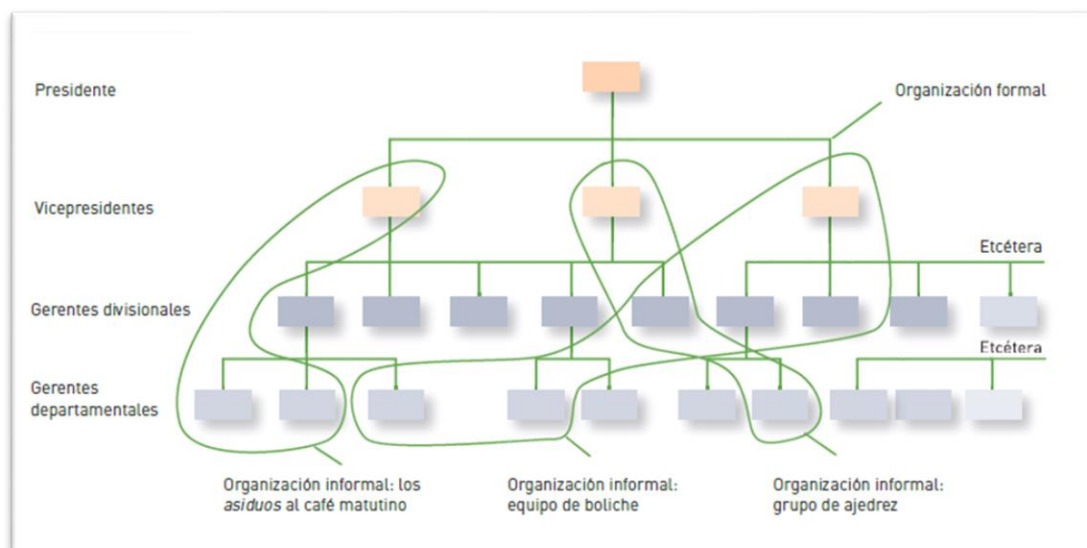 Presidente
Organización formal
Vicepresidentes
Etcétera
Gerentes divisionales
Etcétera
Gerentes
departamentales
Organización informal: los
asiduos al café matutino
Organización informal:
equipo de boliche
Organización informal:
grupo de ajedrez